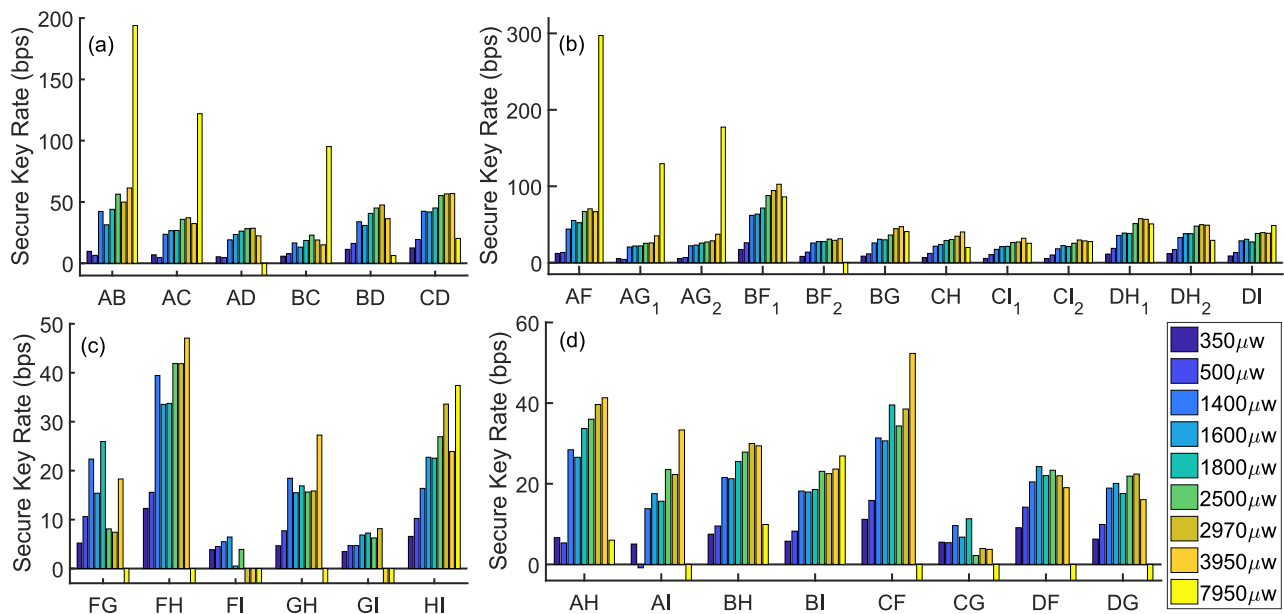 (a)
Secure Key Rate (bps)
200
150
100
50
0
AB AC AD BC BD CD
(b)
Secure Key Rate (bps)
300
200
100
0
AF AG₁ AG₂ BF₁ BF₂ BG CH CI₁ CI₂ DH₁ DH₂ DI
(c)
Secure Key Rate (bps)
50
40
30
20
10
0
FG FH FI GH GI HI
(d)
Secure Key Rate (bps)
60
40
20
0
AH AI BH BI CF CG DF DG
350μw
500μw
1400μw
1600μw
1800μw
2500μw
2970μw
3950μw
7950μw